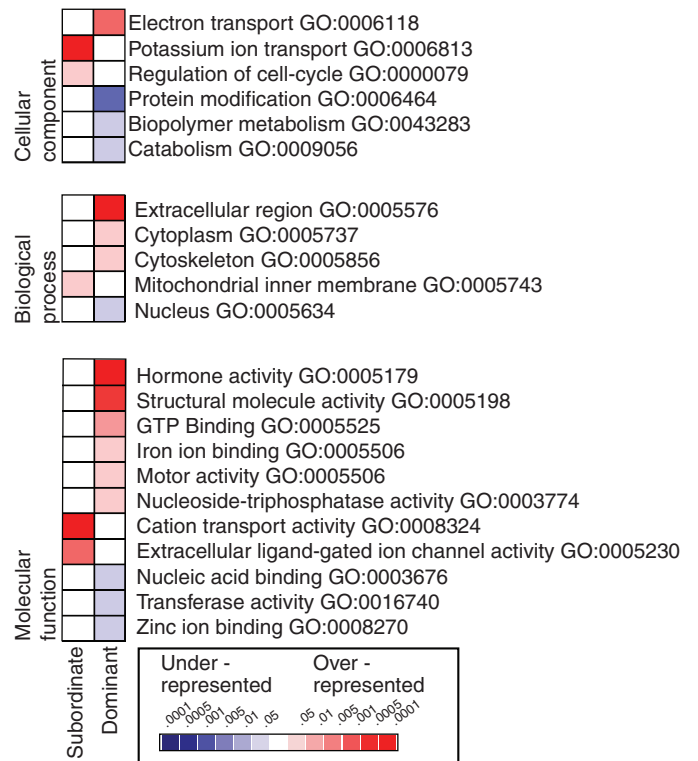 Cellular
component
Electron transport GO:0006118
Potassium ion transport GO:0006813
Regulation of cell-cycle GO:0000079
Protein modification GO:0006464
Biopolymer metabolism GO:0043283
Catabolism GO:0009056
Biological
process
Extracellular region GO:0005576
Cytoplasm GO:0005737
Cytoskeleton GO:0005856
Mitochondrial inner membrane GO:0005743
Nucleus GO:0005634
Molecular
function
Hormone activity GO:0005179
Structural molecule activity GO:0005198
GTP Binding GO:0005525
Iron ion binding GO:0005506
Motor activity GO:0005506
Nucleoside-triphosphatase activity GO:0003774
Cation transport activity GO:0008324
Extracellular ligand-gated ion channel activity GO:0005230
Nucleic acid binding GO:0003676
Transferase activity GO:0016740
Zinc ion binding GO:0008270
Subordinate
Dominant
Under - Over -
represented represented
.0001 .0005 .001 .005 .01 .05 .05 .01 .005 .001 .0005 .0001